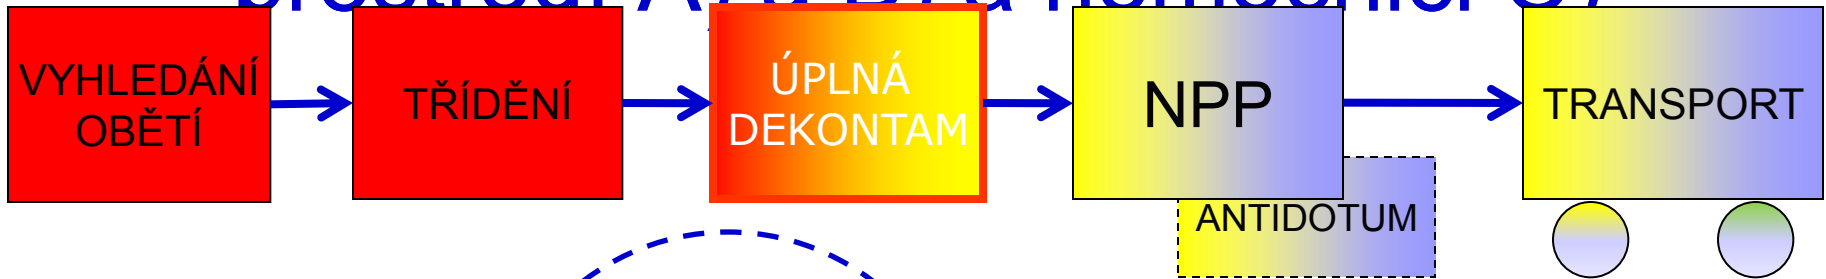 VYHLEDÁNÍ
OBĚTÍ
TŘÍDĚNÍ
ÚPLNÁ
DEKONTAM
NPP
ANTIDOTUM
TRANSPORT